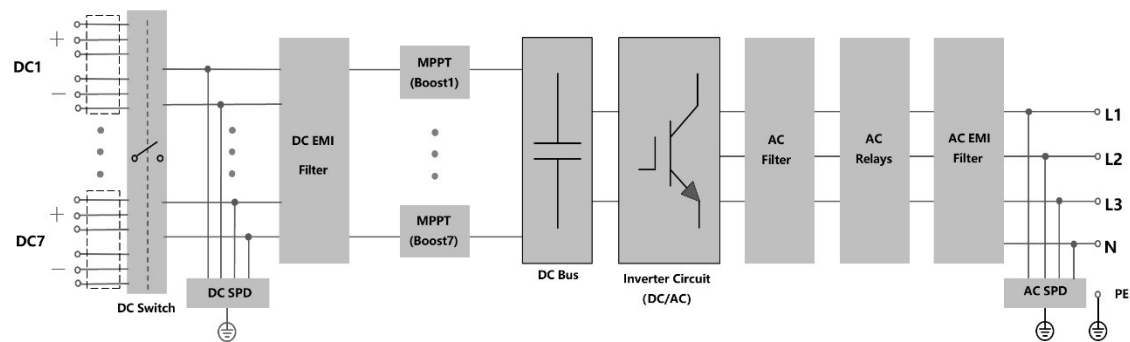 +
DC1
−
DC Switch
DC SPD
DC EMI
Filter
MPPT
(Boost1)
MPPT
(Boost7)
DC Bus
Inverter Circuit
(DC/AC)
AC
Filter
AC
Relays
AC EMI
Filter
L1
L2
L3
N
AC SPD
PE
+
DC7
−